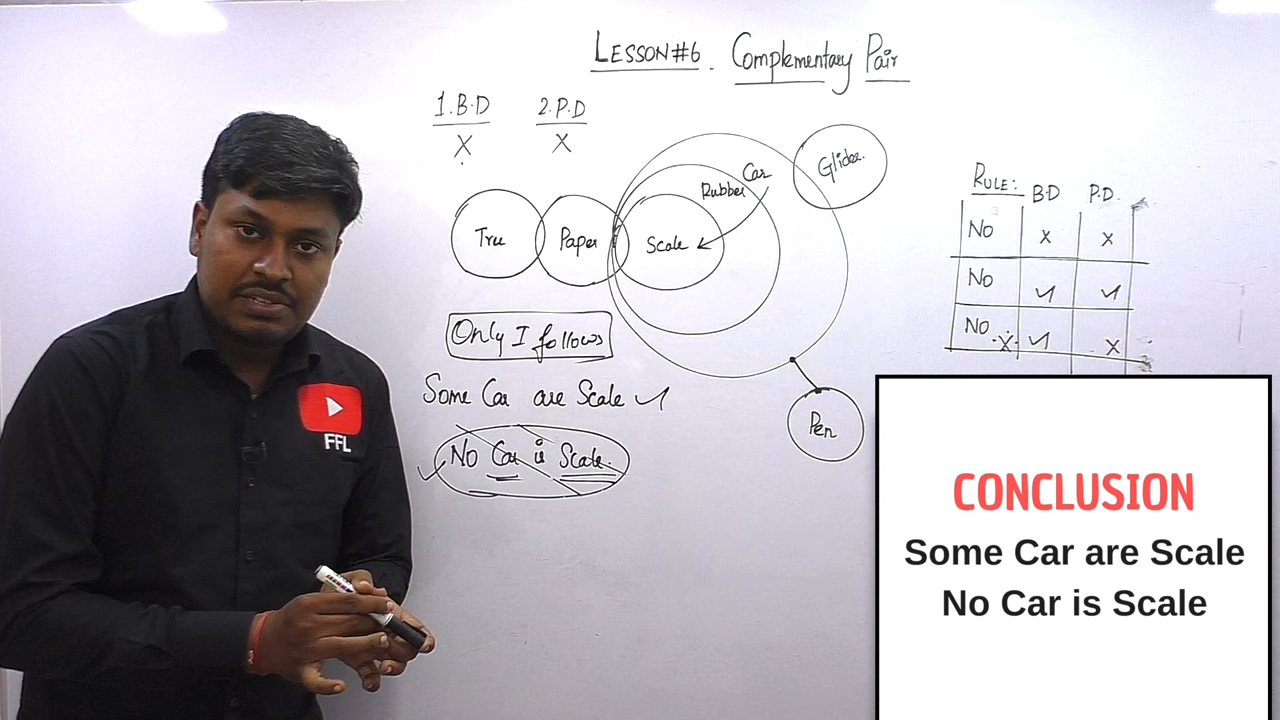 LESSON#6. Complementary Pair
1.B.D
2.P.D
X
X
Tree
Paper
Scale
Rubber
Car
Glider
Pen
RULE:
B.D
P.D.
NO
X
X
NO
✓
✓
NO
X
✓
X
Only I follows
Some Car are Scale ✓
✓ No Car is Scale.
FFL
CONCLUSION
Some Car are Scale
No Car is Scale